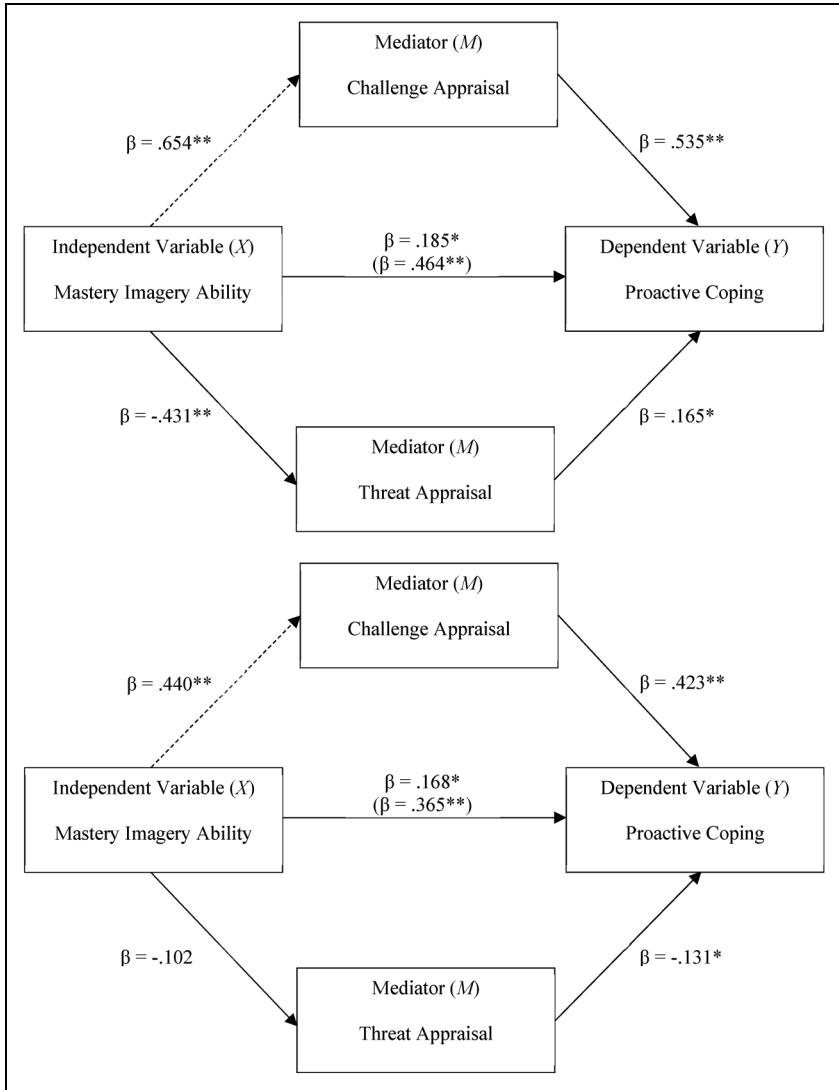 Mediator (M)
Challenge Appraisal
β = .654**
β = .535**
Independent Variable (X)
Mastery Imagery Ability
β = .185*
(β = .464**)
Dependent Variable (Y)
Proactive Coping
β = -.431**
β = .165*
Mediator (M)
Threat Appraisal
Mediator (M)
Challenge Appraisal
β = .440**
β = .423**
Independent Variable (X)
Mastery Imagery Ability
β = .168*
(β = .365**)
Dependent Variable (Y)
Proactive Coping
β = -.102
β = -.131*
Mediator (M)
Threat Appraisal